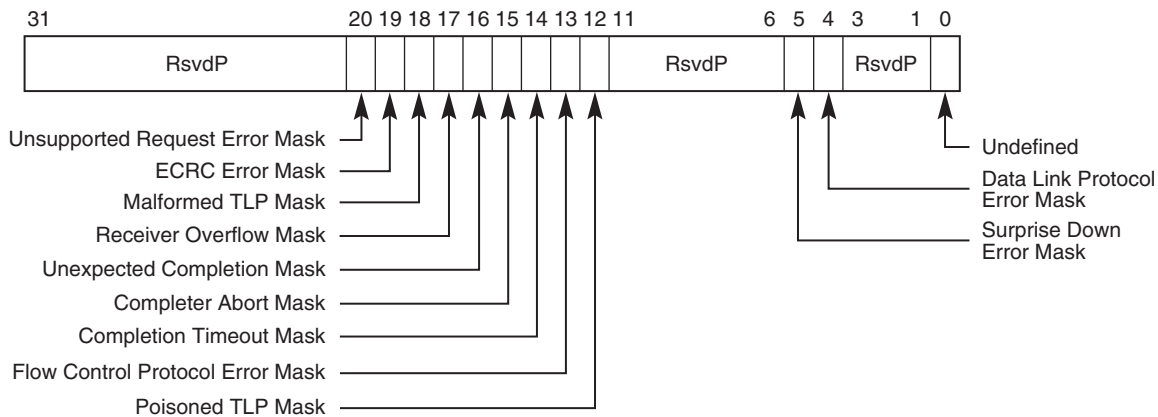 31 20 19 18 17 16 15 14 13 12 11 6 5 4 3 1 0
RsvdP RsvdP RsvdP
Unsupported Request Error Mask
ECRC Error Mask
Malformed TLP Mask
Receiver Overflow Mask
Unexpected Completion Mask
Completer Abort Mask
Completion Timeout Mask
Flow Control Protocol Error Mask
Poisoned TLP Mask
Undefined
Data Link Protocol
Error Mask
Surprise Down
Error Mask